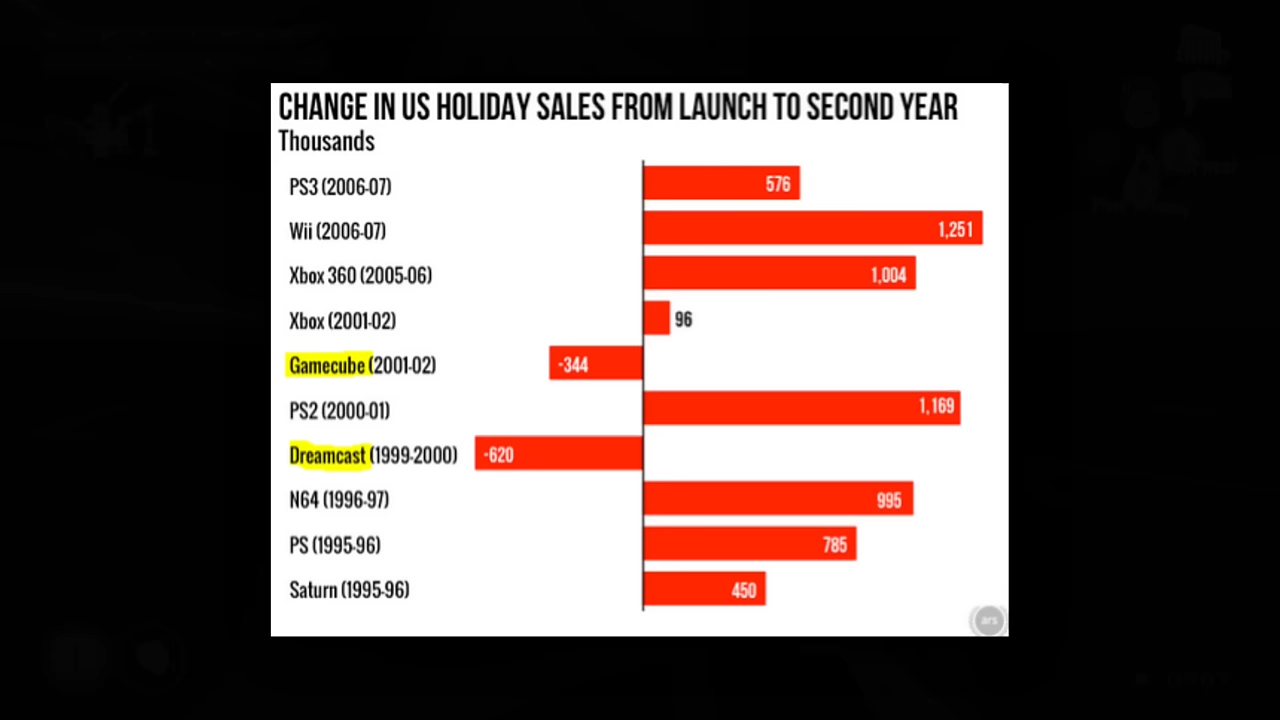 CHANGE IN US HOLIDAY SALES FROM LAUNCH TO SECOND YEAR
Thousands
PS3 (2006-07) 576
Wii (2006-07) 1,251
Xbox 360 (2005-06) 1,004
Xbox (2001-02) 96
Gamecube (2001-02) -344
PS2 (2000-01) 1,169
Dreamcast (1999-2000) -620
N64 (1996-97) 995
PS (1995-96) 785
Saturn (1995-96) 450
ars